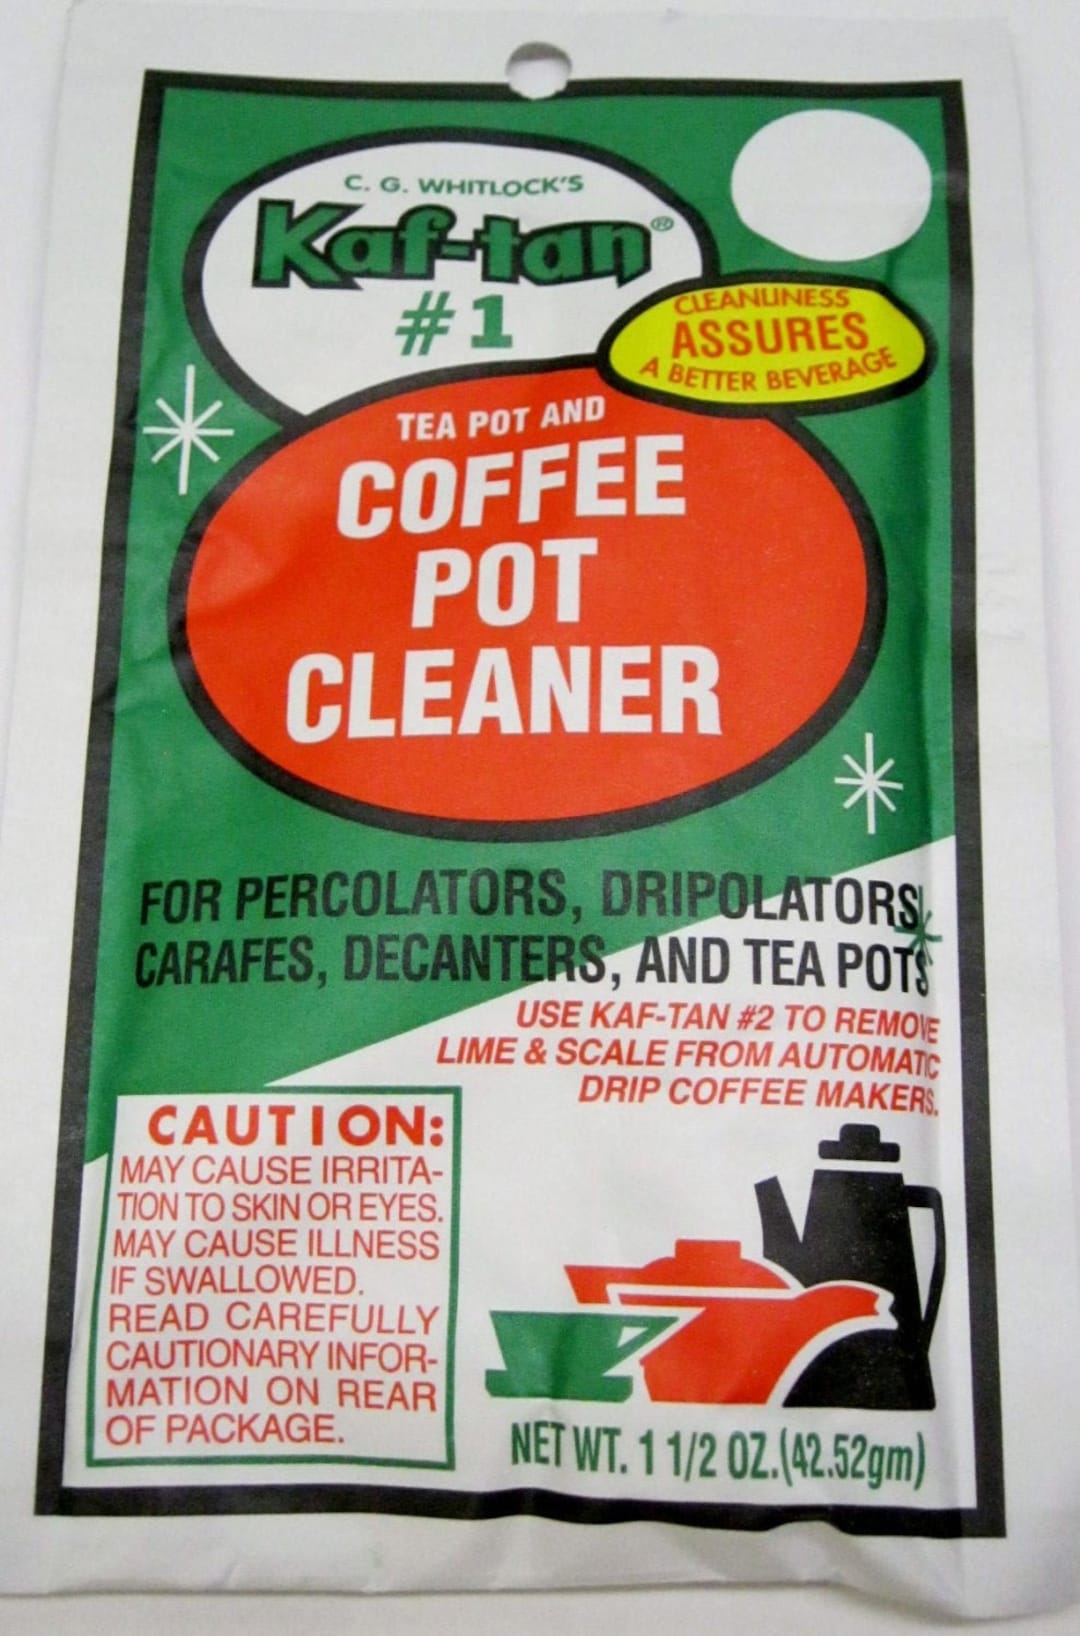 C. G. WHITLOCK'S
Kaf-tan®
#1
CLEANLINESS
ASSURES
A BETTER BEVERAGE
TEA POT AND
COFFEE
POT
CLEANER
FOR PERCOLATORS, DRIPOLATORS,
CARAFES, DECANTERS, AND TEA POTS
USE KAF-TAN #2 TO REMOVE
LIME & SCALE FROM AUTOMATIC
DRIP COFFEE MAKERS.
CAUTION:
MAY CAUSE IRRITA-
TION TO SKIN OR EYES.
MAY CAUSE ILLNESS
IF SWALLOWED.
READ CAREFULLY
CAUTIONARY INFOR-
MATION ON REAR
OF PACKAGE.
NET WT. 1 1/2 OZ.(42.52gm)